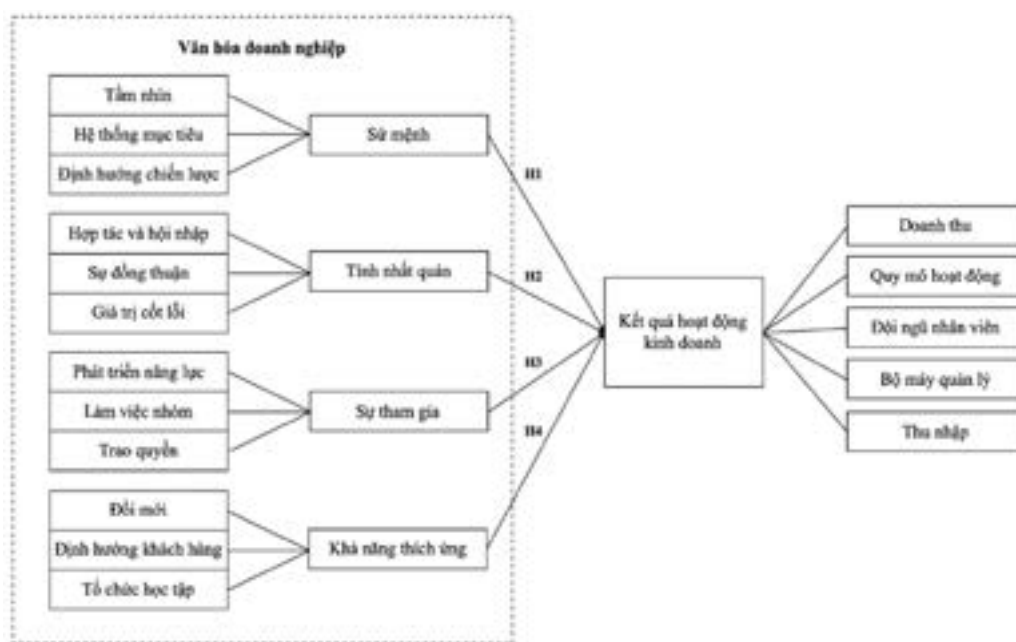 Văn hóa doanh nghiệp
Tầm nhìn
Hệ thống mục tiêu
Định hướng chiến lược
Sứ mệnh
Hợp tác và hội nhập
Sự đồng thuận
Giá trị cốt lõi
Tính nhất quán
Phát triển năng lực
Làm việc nhóm
Trao quyền
Sự tham gia
Đổi mới
Định hướng khách hàng
Tổ chức học tập
Khả năng thích ứng
H1
H2
H3
H4
Kết quả hoạt động
kinh doanh
Doanh thu
Quy mô hoạt động
Đội ngũ nhân viên
Bộ máy quản lý
Thu nhập